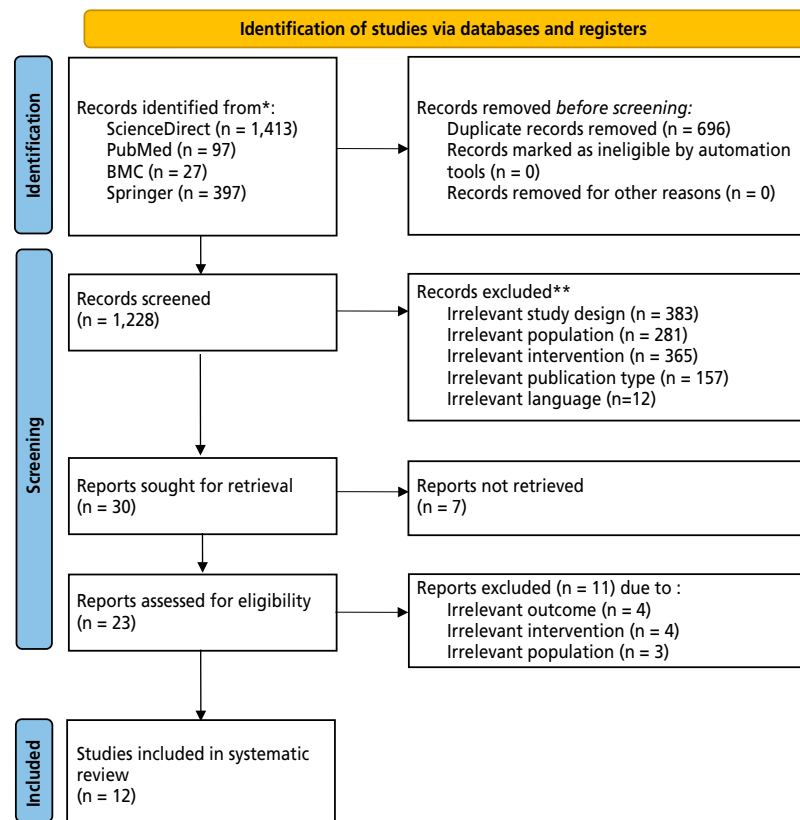 Identification of studies via databases and registers
Identification
Records identified from*:
ScienceDirect (n = 1,413)
PubMed (n = 97)
BMC (n = 27)
Springer (n = 397)
Records removed before screening:
Duplicate records removed (n = 696)
Records marked as ineligible by automation
tools (n = 0)
Records removed for other reasons (n = 0)
Screening
Records screened
(n = 1,228)
Records excluded**
Irrelevant study design (n = 383)
Irrelevant population (n = 281)
Irrelevant intervention (n = 365)
Irrelevant publication type (n = 157)
Irrelevant language (n=12)
Reports sought for retrieval
(n = 30)
Reports not retrieved
(n = 7)
Reports assessed for eligibility
(n = 23)
Reports excluded (n = 11) due to :
Irrelevant outcome (n = 4)
Irrelevant intervention (n = 4)
Irrelevant population (n = 3)
Included
Studies included in systematic
review
(n = 12)